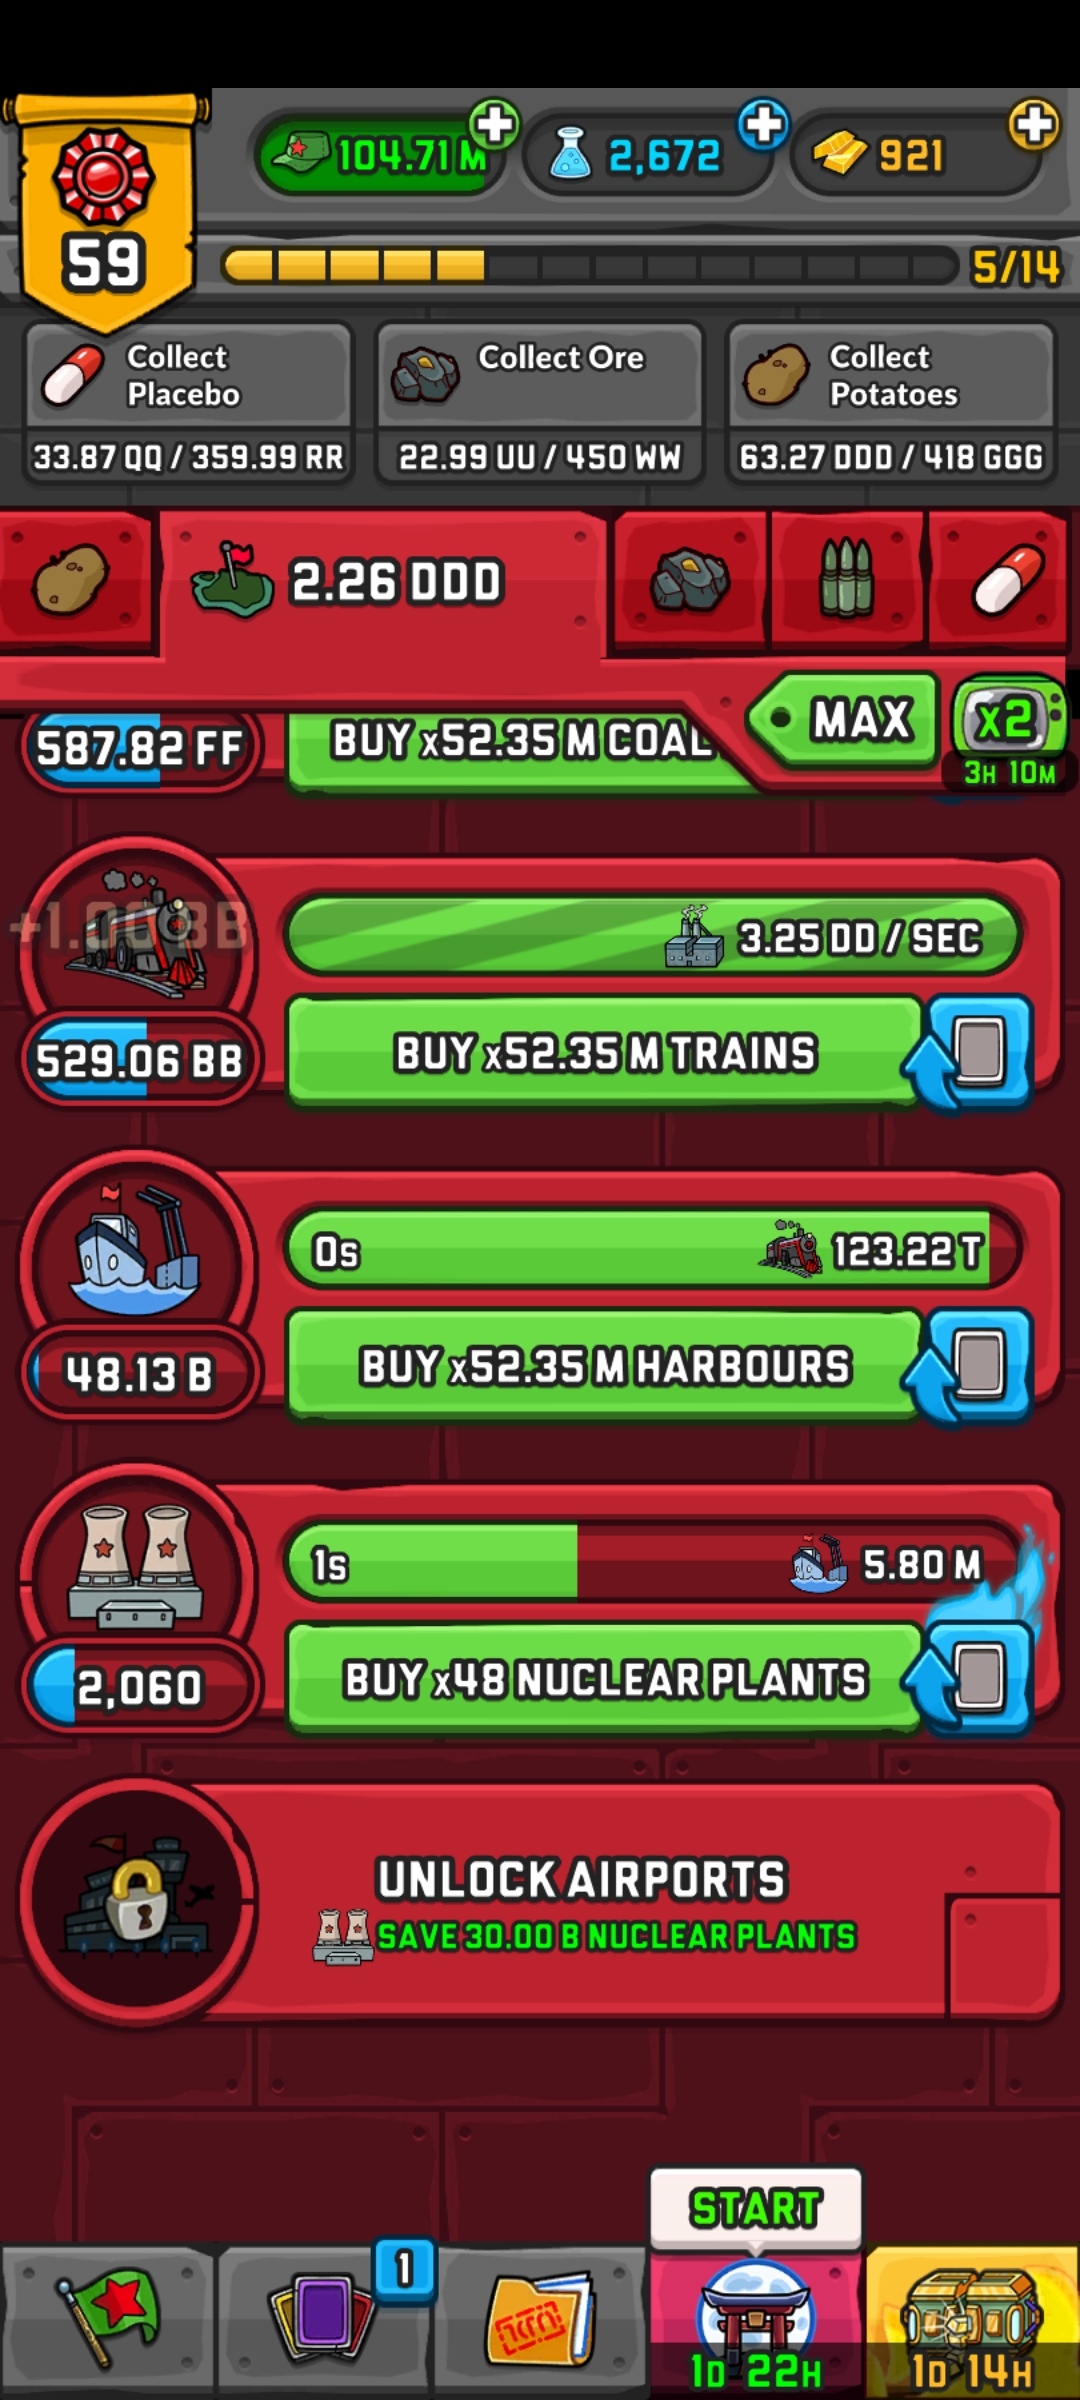 104.71 M
2,672
921
59
5/14
Collect
Placebo
33.87 QQ / 359.99 RR
Collect Ore
22.99 UU / 450 WW
Collect
Potatoes
63.27 DDD / 418 GGG
2.26 DDD
MAX
x2
3H 10M
587.82 FF
BUY x52.35 M COAL
3.25 DD / SEC
529.06 BB
BUY x52.35 M TRAINS
0s
123.22 T
48.13 B
BUY x52.35 M HARBOURS
1s
5.80 M
2,060
BUY x48 NUCLEAR PLANTS
UNLOCK AIRPORTS
SAVE 30.00 B NUCLEAR PLANTS
START
1
1D 22H
1D 14H